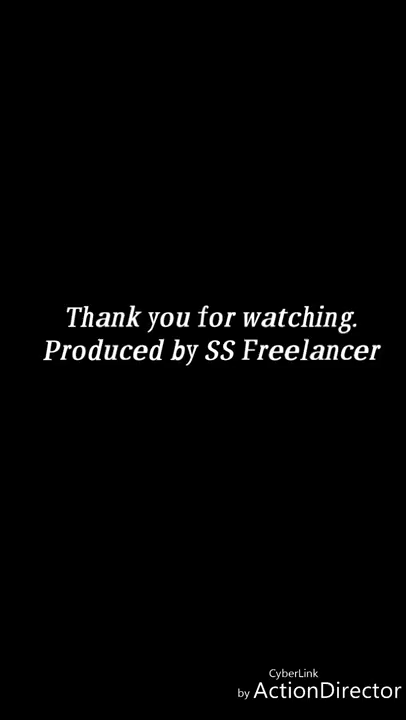 Thank you for watching.
Produced by SS Freelancer
CyberLink
by ActionDirector